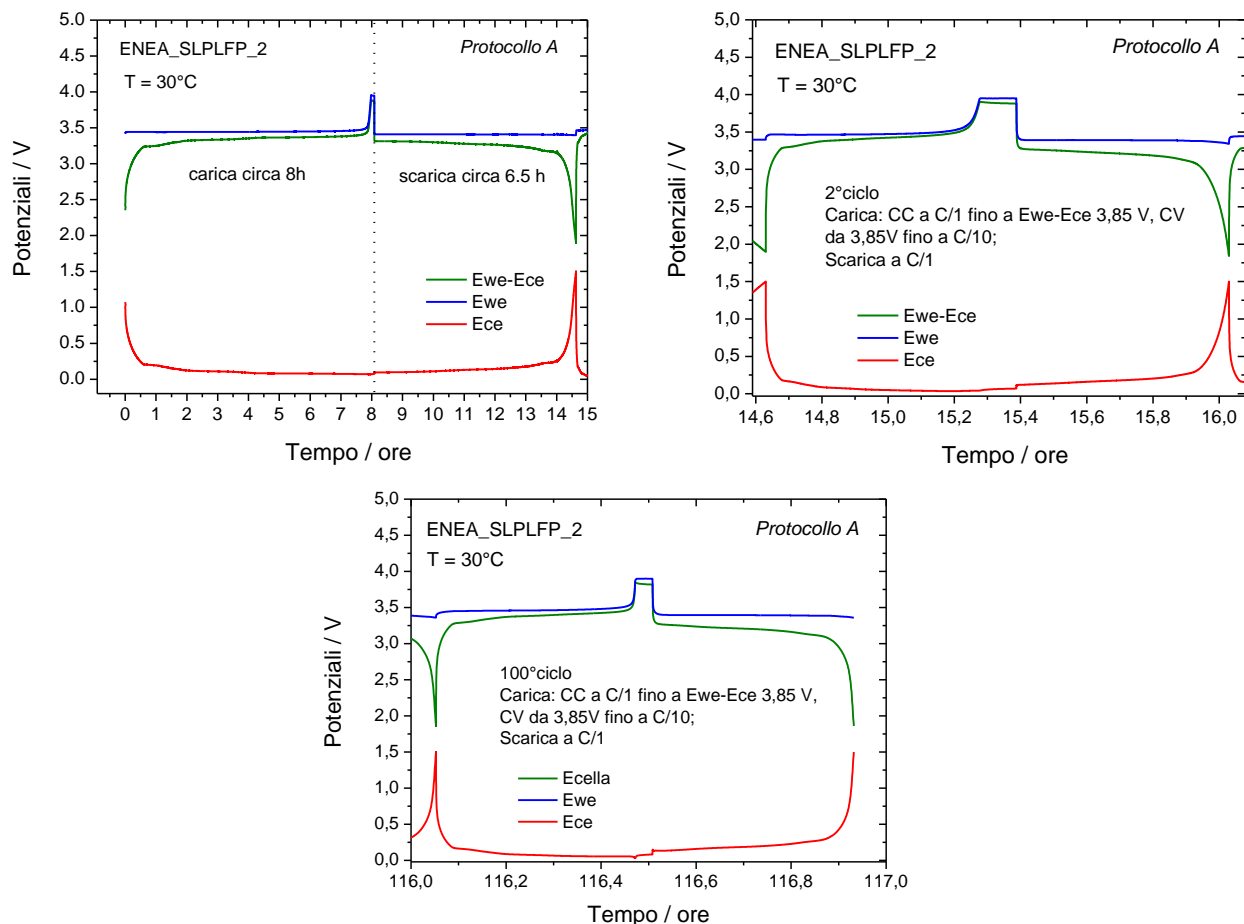 5.0
4.5
4.0
3.5
3.0
2.5
2.0
1.5
1.0
0.5
0.0
Potenziali / V
ENEA_SLPLFP_2
Protocollo A
T = 30°C
carica circa 8h
scarica circa 6.5 h
Ewe-Ece
Ewe
Ece
0 1 2 3 4 5 6 7 8 9 10 11 12 13 14 15
Tempo / ore
5,0
4,5
4,0
3,5
3,0
2,5
2,0
1,5
1,0
0,5
0,0
Potenziali / V
ENEA_SLPLFP_2
Protocollo A
T = 30°C
2°ciclo
Carica: CC a C/1 fino a Ewe-Ece 3,85 V, CV
da 3,85V fino a C/10;
Scarica a C/1
Ewe-Ece
Ewe
Ece
14,6 14,8 15,0 15,2 15,4 15,6 15,8 16,0
Tempo / ore
5,0
4,5
4,0
3,5
3,0
2,5
2,0
1,5
1,0
0,5
0,0
Potenziali / V
ENEA_SLPLFP_2
Protocollo A
T = 30°C
100°ciclo
Carica: CC a C/1 fino a Ewe-Ece 3,85 V,
CV da 3,85V fino a C/10;
Scarica a C/1
Ecella
Ewe
Ece
116,0 116,2 116,4 116,6 116,8 117,0
Tempo / ore